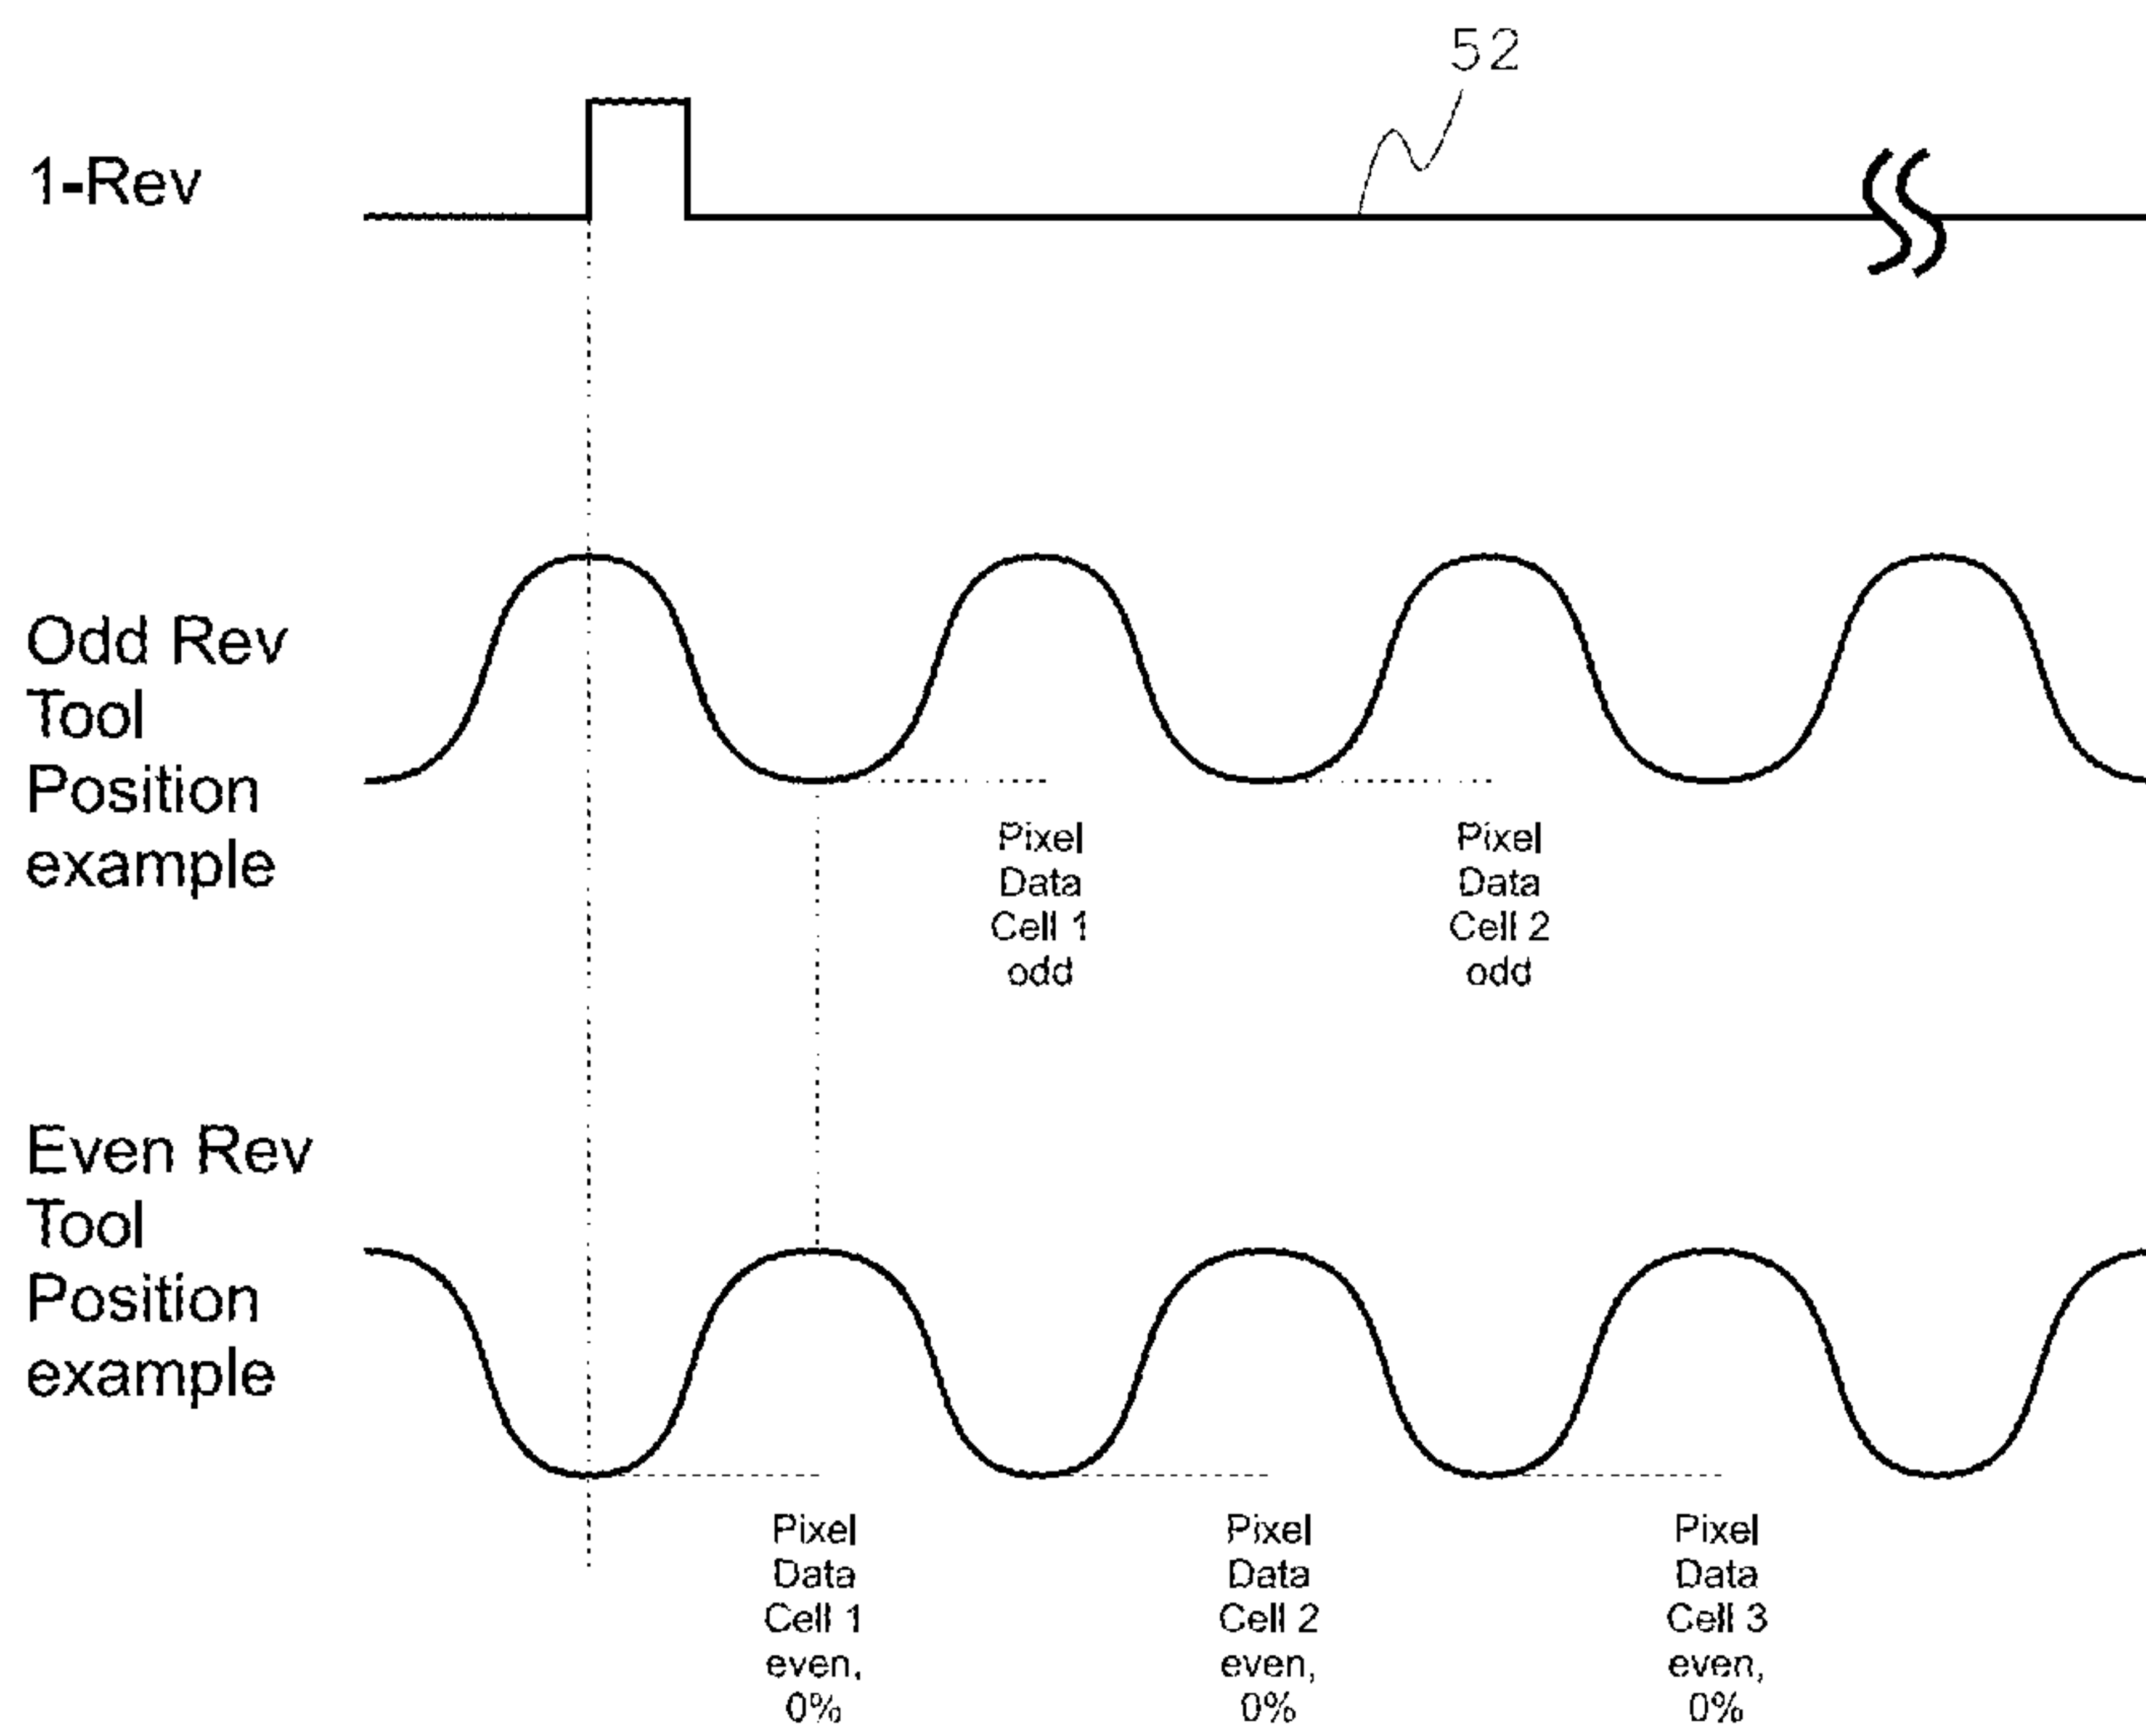 52
1-Rev
Odd Rev
Tool
Position
example
Pixel
Data
Cell 1
odd
Pixel
Data
Cell 2
odd
Even Rev
Tool
Position
example
Pixel
Data
Cell 1
even,
0%
Pixel
Data
Cell 2
even,
0%
Pixel
Data
Cell 3
even,
0%